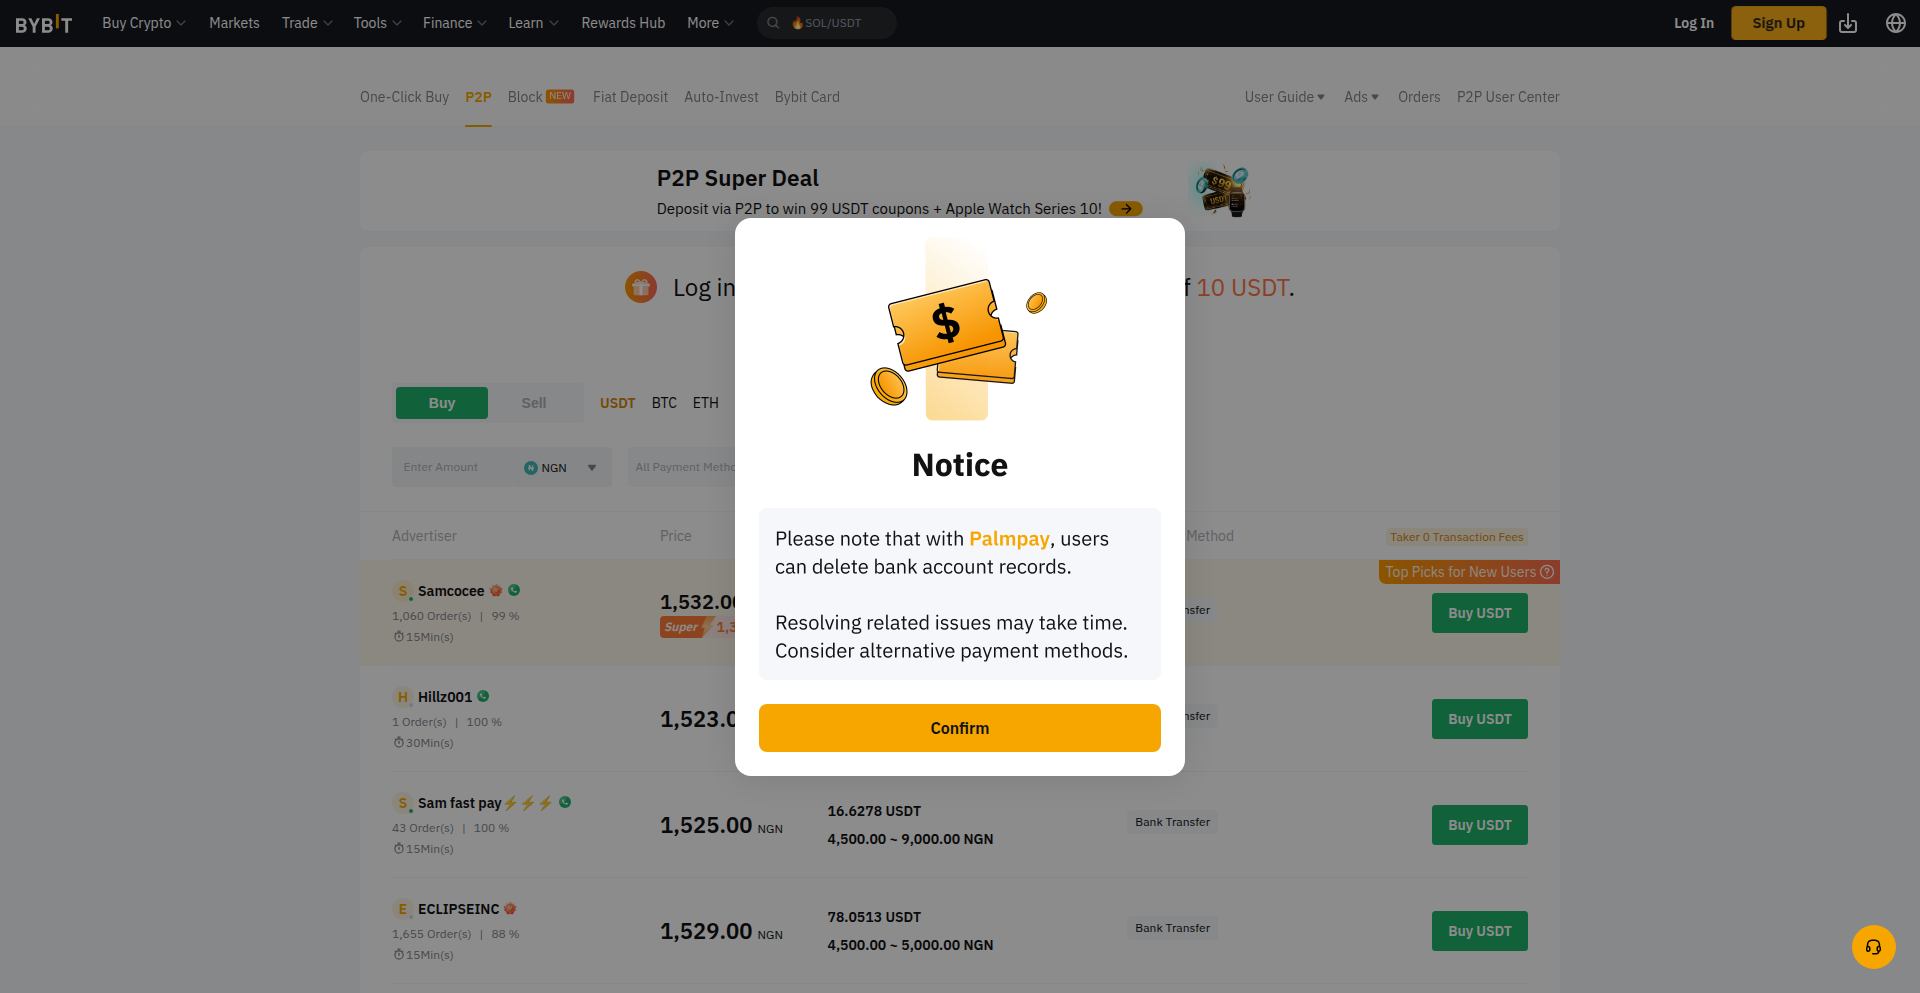 BYBIT Buy Crypto Markets Trade Tools Finance Learn Rewards Hub More SOL/USDT Log In Sign Up
One-Click Buy P2P Block NEW Fiat Deposit Auto-Invest Bybit Card User Guide Ads Orders P2P User Center
P2P Super Deal
Deposit via P2P to win 99 USDT coupons + Apple Watch Series 10!
Log in f 10 USDT.
$
Buy Sell USDT BTC ETH
Notice
Enter Amount NGN All Payment
Please note that with Palmpay, users
can delete bank account records.
Resolving related issues may take time.
Consider alternative payment methods.
Confirm
Advertiser Price Method Taker 0 Transaction Fees
Top Picks for New Users
S Samcocee
1,060 Order(s) | 99 %
15Min(s)
1,532.0
Super 1,3
Buy USDT
H Hillz001
1 Order(s) | 100 %
30Min(s)
1,523.0
Buy USDT
S Sam fast pay⚡⚡⚡
43 Order(s) | 100 %
15Min(s)
1,525.00 NGN
16.6278 USDT
4,500.00 ~ 9,000.00 NGN
Bank Transfer
Buy USDT
E ECLIPSEINC
1,655 Order(s) | 88 %
15Min(s)
1,529.00 NGN
78.0513 USDT
4,500.00 ~ 5,000.00 NGN
Bank Transfer
Buy USDT